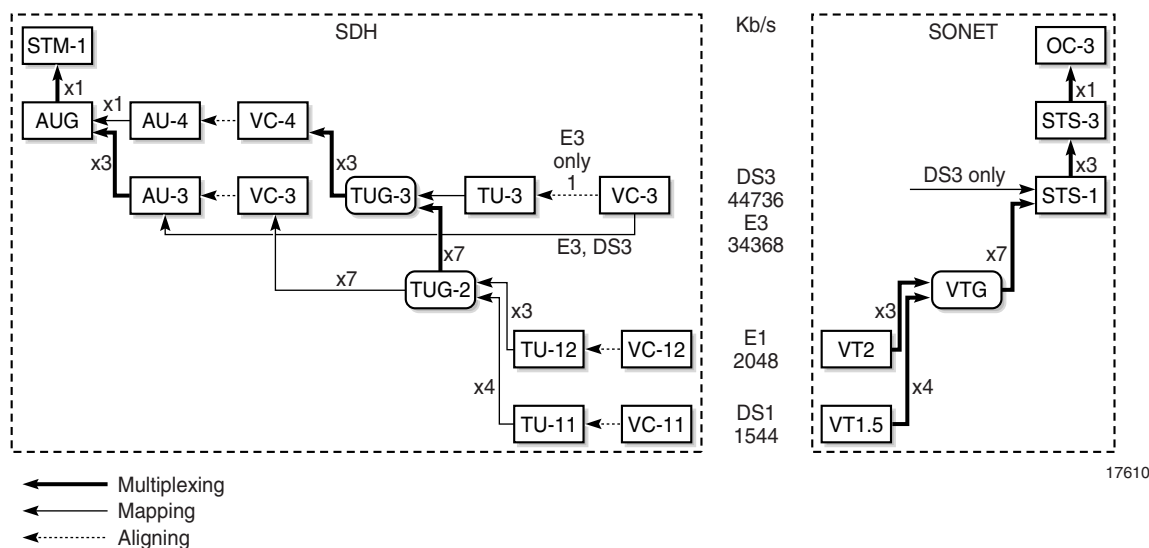 SDH
Kb/s
SONET
STM-1
OC-3
x1
x1
AUG
x1
AU-4
VC-4
STS-3
x3
x3
E3
only
1
x3
DS3 only
AU-3
VC-3
TUG-3
TU-3
VC-3
DS3
44736
E3
34368
STS-1
E3, DS3
x7
x7
x7
TUG-2
VTG
x3
x3
TU-12
VC-12
E1
2048
VT2
x4
x4
TU-11
VC-11
DS1
1544
VT1.5
17610
Multiplexing
Mapping
Aligning